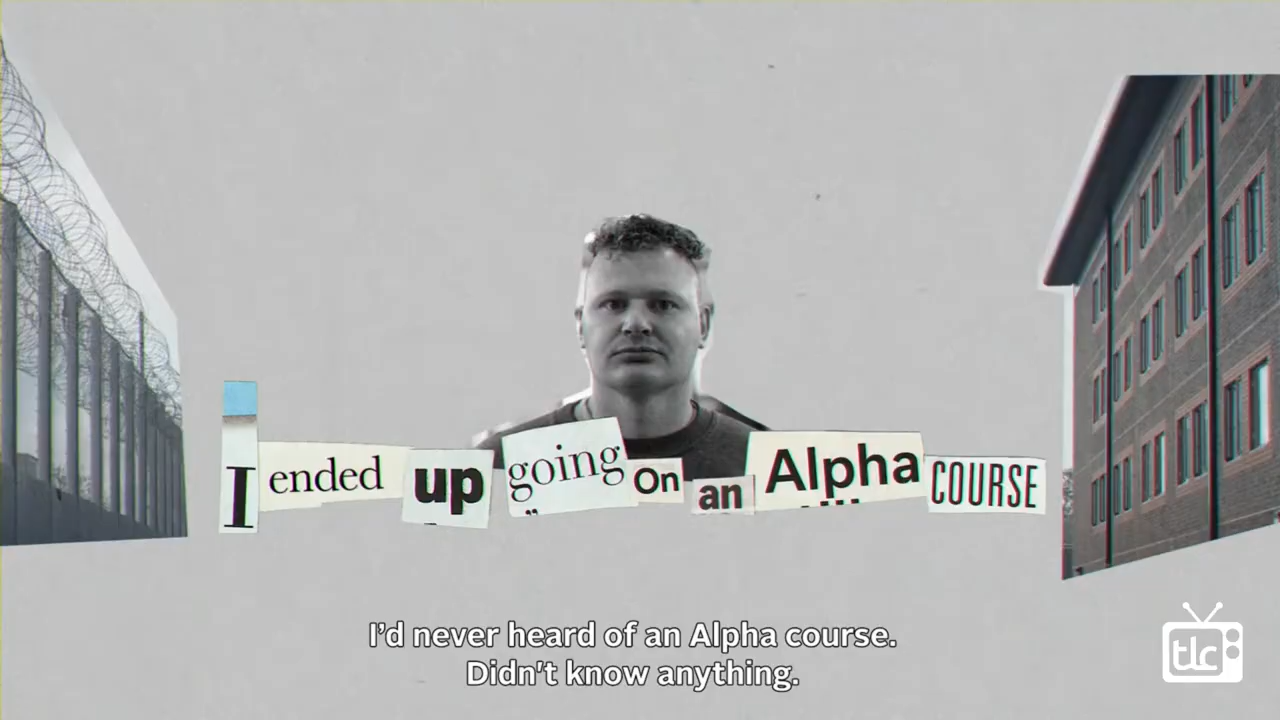 I ended up going on an Alpha COURSE
I'd never heard of an Alpha course.
Didn't know anything.
tlc